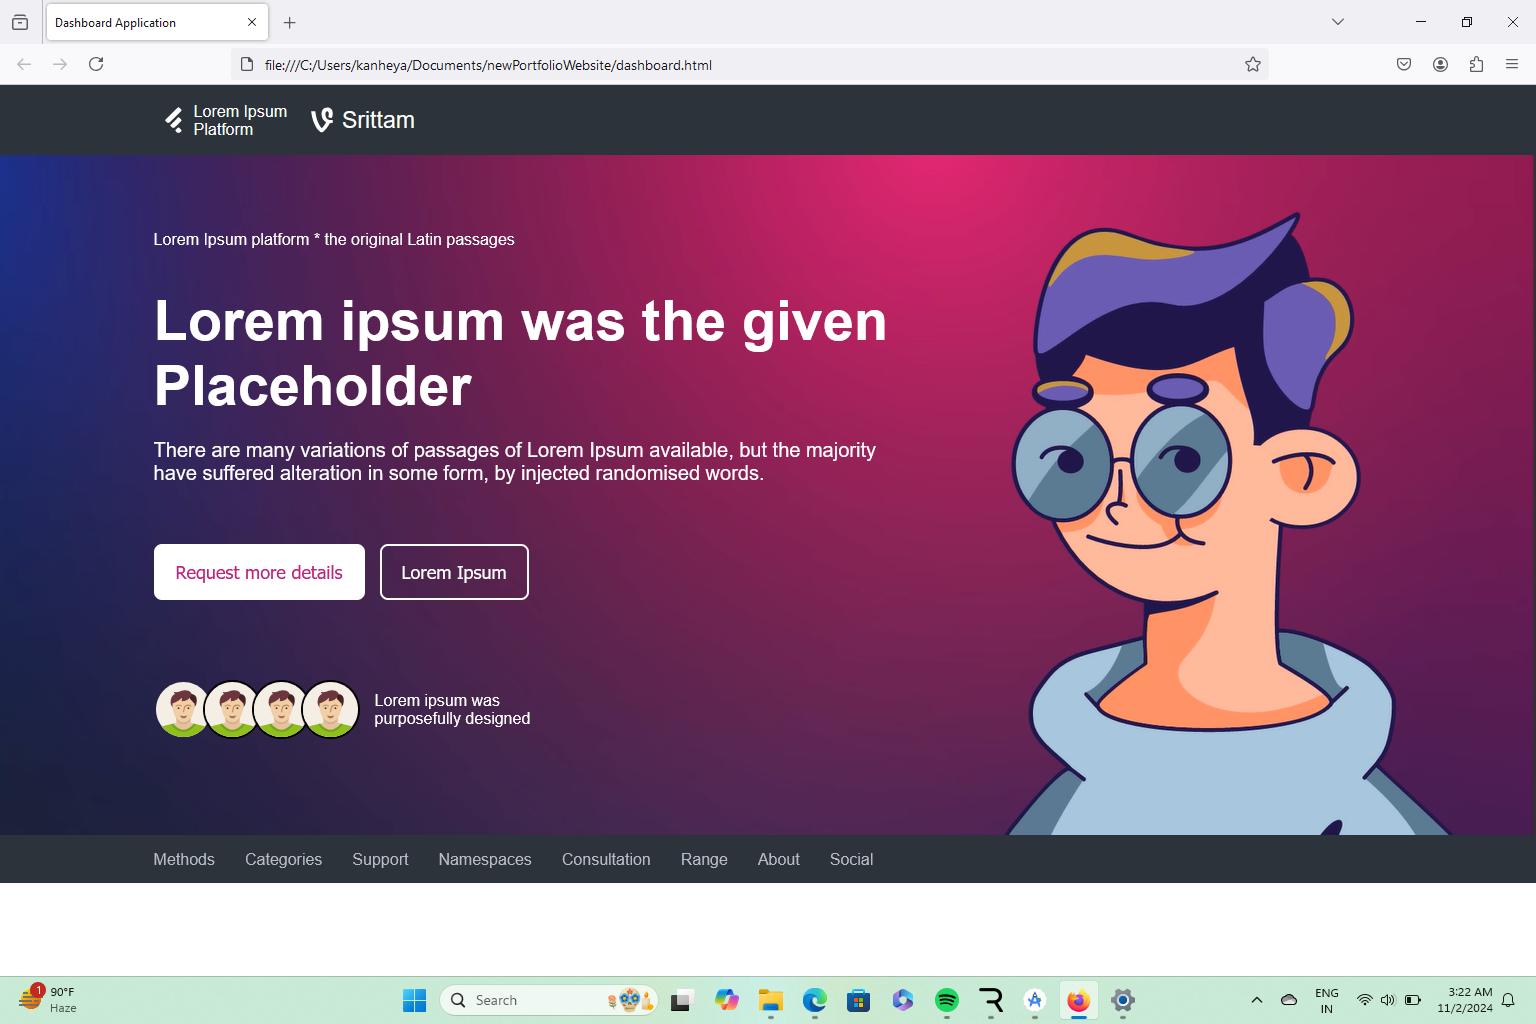 Dashboard Application
file:///C:/Users/kanheya/Documents/newPortfolioWebsite/dashboard.html
Lorem Ipsum
Platform
Srittam
Lorem Ipsum platform * the original Latin passages
Lorem ipsum was the given
Placeholder
There are many variations of passages of Lorem Ipsum available, but the majority
have suffered alteration in some form, by injected randomised words.
Request more details
Lorem Ipsum
Lorem ipsum was
purposefully designed
Methods Categories Support Namespaces Consultation Range About Social
1
90°F
Haze
Search
ENG
IN
3:22 AM
11/2/2024